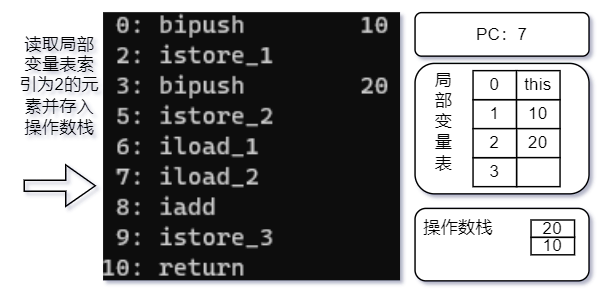 读取局部
变量表索
引为2的元
素并存入
操作数栈
0: bipush 10
2: istore_1
3: bipush 20
5: istore_2
6: iload_1
7: iload_2
8: iadd
9: istore_3
10: return
PC：7
局部变量表
0 this
1 10
2 20
3
操作数栈
20
10